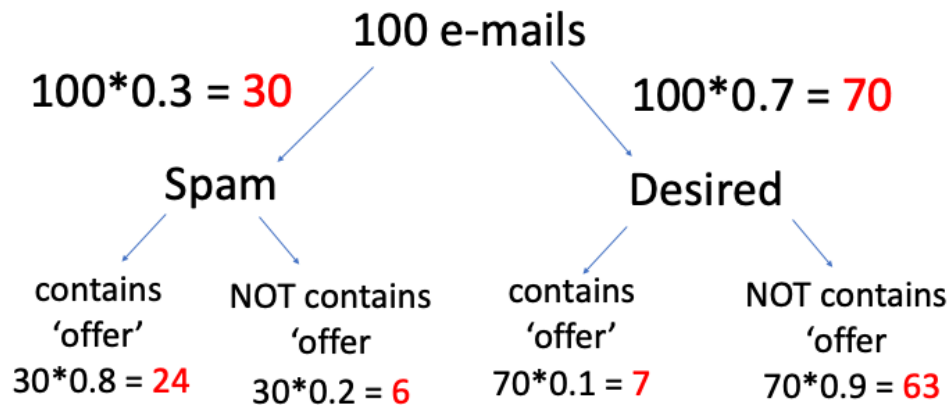 100 e-mails
100*0.3 = 30
100*0.7 = 70
Spam
Desired
contains
‘offer’
30*0.8 = 24
NOT contains
‘offer
30*0.2 = 6
contains
‘offer’
70*0.1 = 7
NOT contains
‘offer
70*0.9 = 63